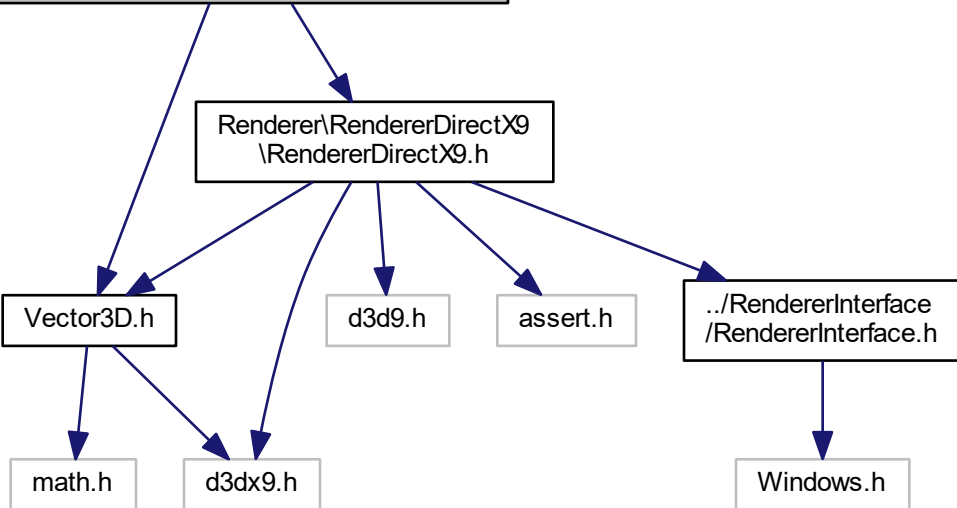 Renderer\RendererDirectX9
\RendererDirectX9.h
Vector3D.h
d3d9.h
assert.h
../RendererInterface
/RendererInterface.h
math.h
d3dx9.h
Windows.h